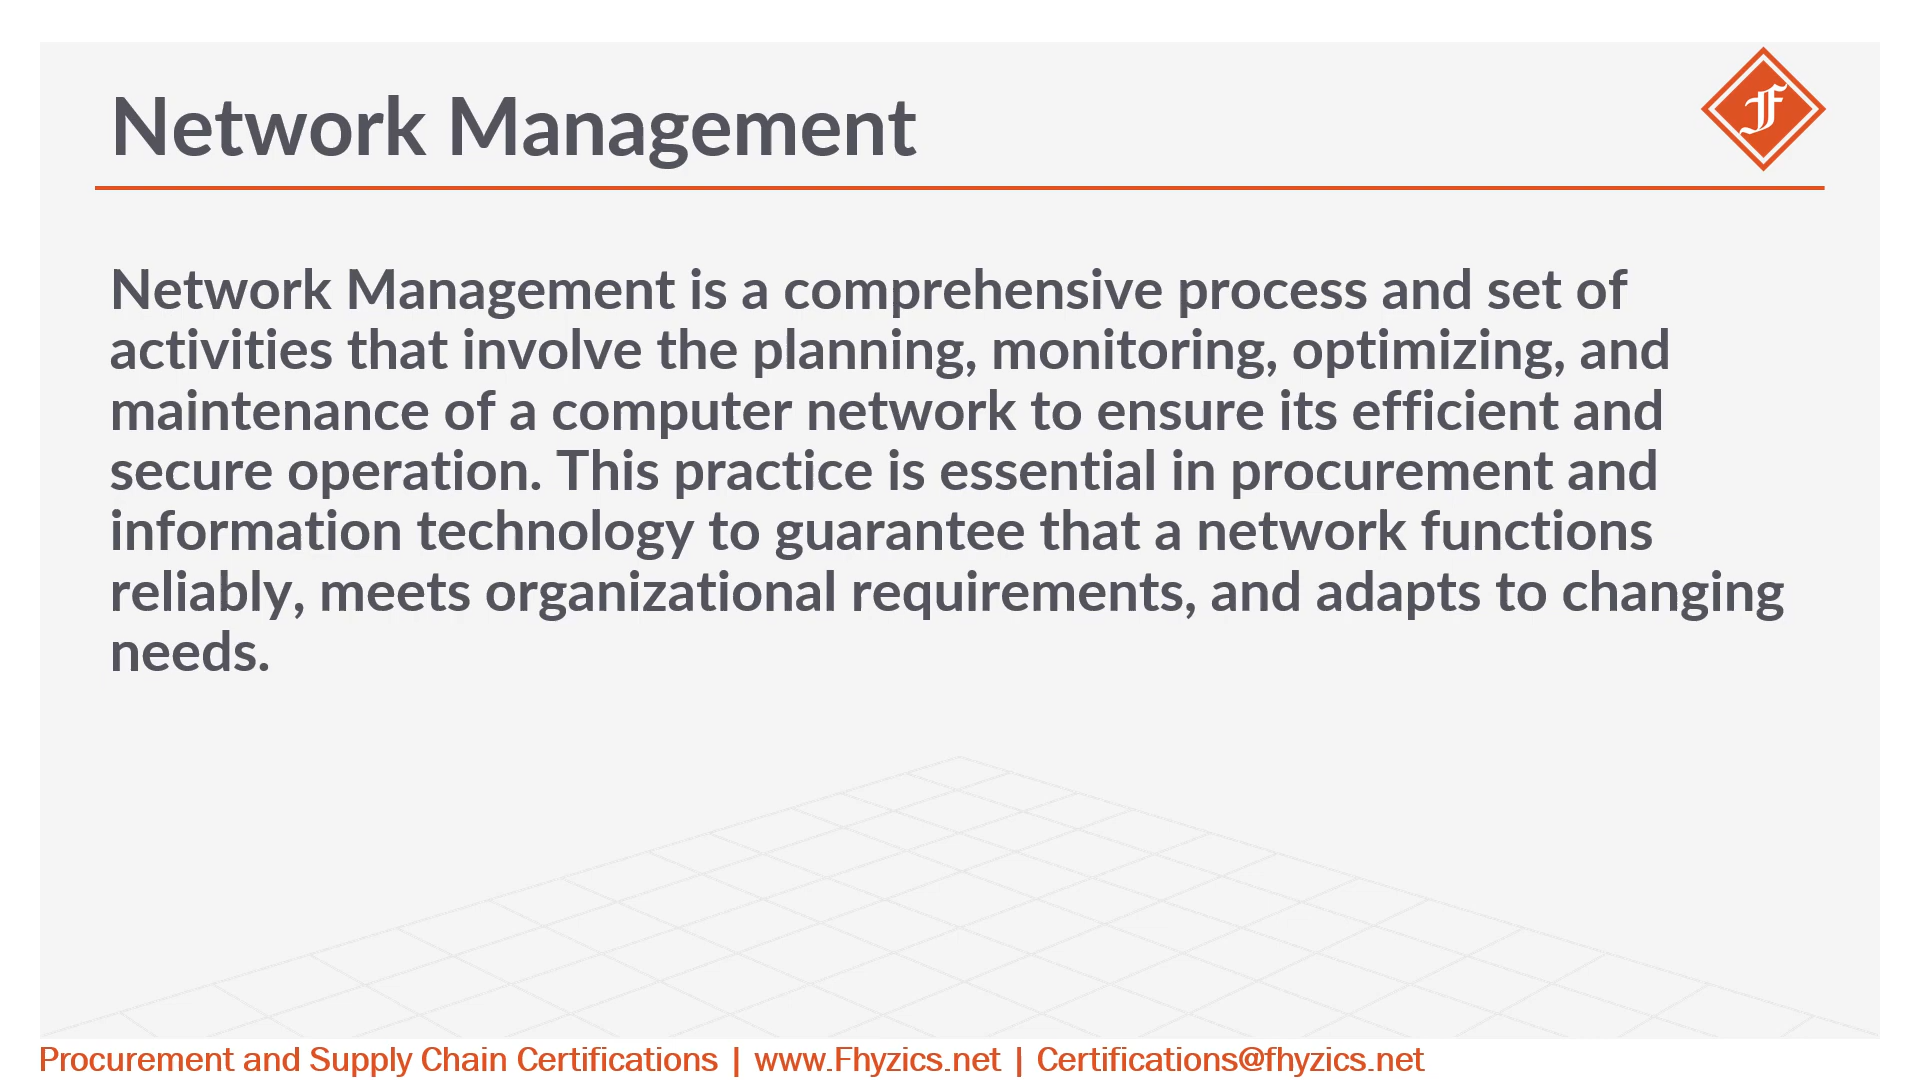 Network Management
Network Management is a comprehensive process and set of
activities that involve the planning, monitoring, optimizing, and
maintenance of a computer network to ensure its efficient and
secure operation. This practice is essential in procurement and
information technology to guarantee that a network functions
reliably, meets organizational requirements, and adapts to changing
needs.
Procurement and Supply Chain Certifications | www.Fhyzics.net | Certifications@fhyzics.net